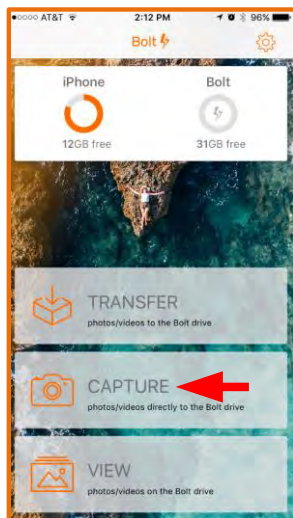 AT&T 2:12 PM 96%
Bolt
iPhone Bolt
12GB free 31GB free
TRANSFER
photos/videos to the Bolt drive
CAPTURE
photos/videos directly to the Bolt drive
VIEW
photos/videos on the Bolt drive